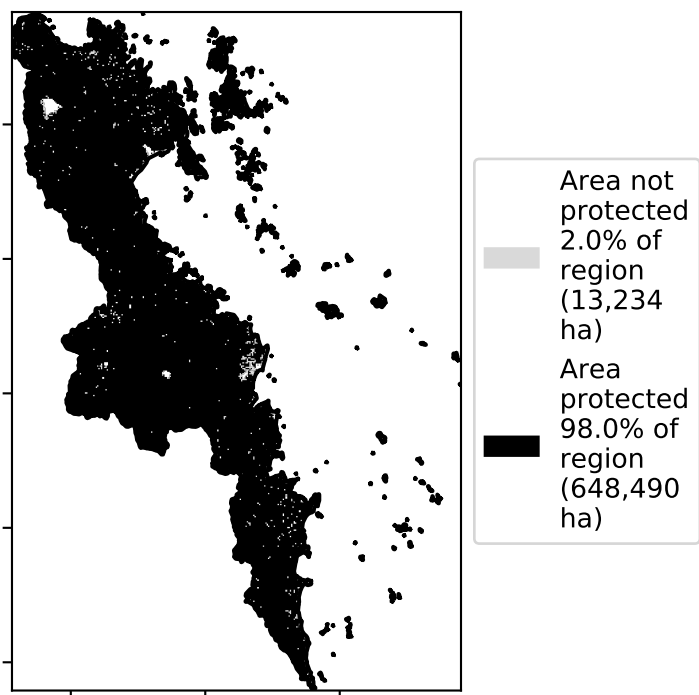 Area not
protected
2.0% of
region
(13,234
ha)
Area
protected
98.0% of
region
(648,490
ha)